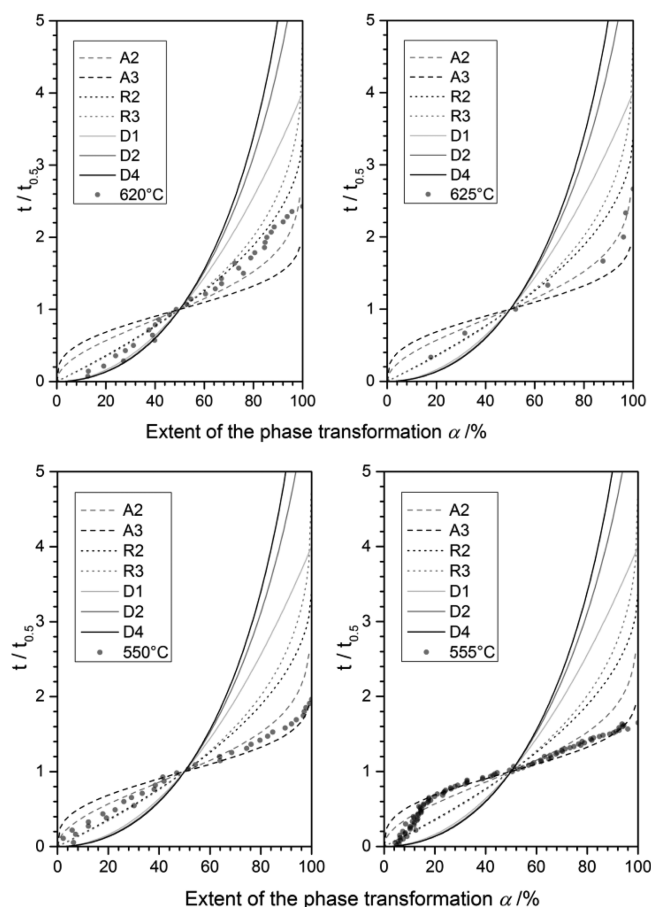 5
4
3
2
1
0
t / t0.5
A2
A3
R2
R3
D1
D2
D4
620°C
0 20 40 60 80 100
5
4
3
2
1
0
t / t0.5
A2
A3
R2
R3
D1
D2
D4
625°C
0 20 40 60 80 100
Extent of the phase transformation α /%
5
4
3
2
1
0
t / t0.5
A2
A3
R2
R3
D1
D2
D4
550°C
0 20 40 60 80 100
5
4
3
2
1
0
t / t0.5
A2
A3
R2
R3
D1
D2
D4
555°C
0 20 40 60 80 100
Extent of the phase transformation α /%